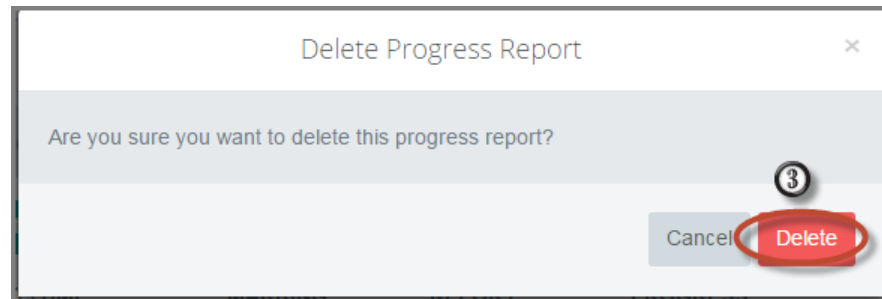 Delete Progress Report ×
Are you sure you want to delete this progress report?
3
Cancel Delete